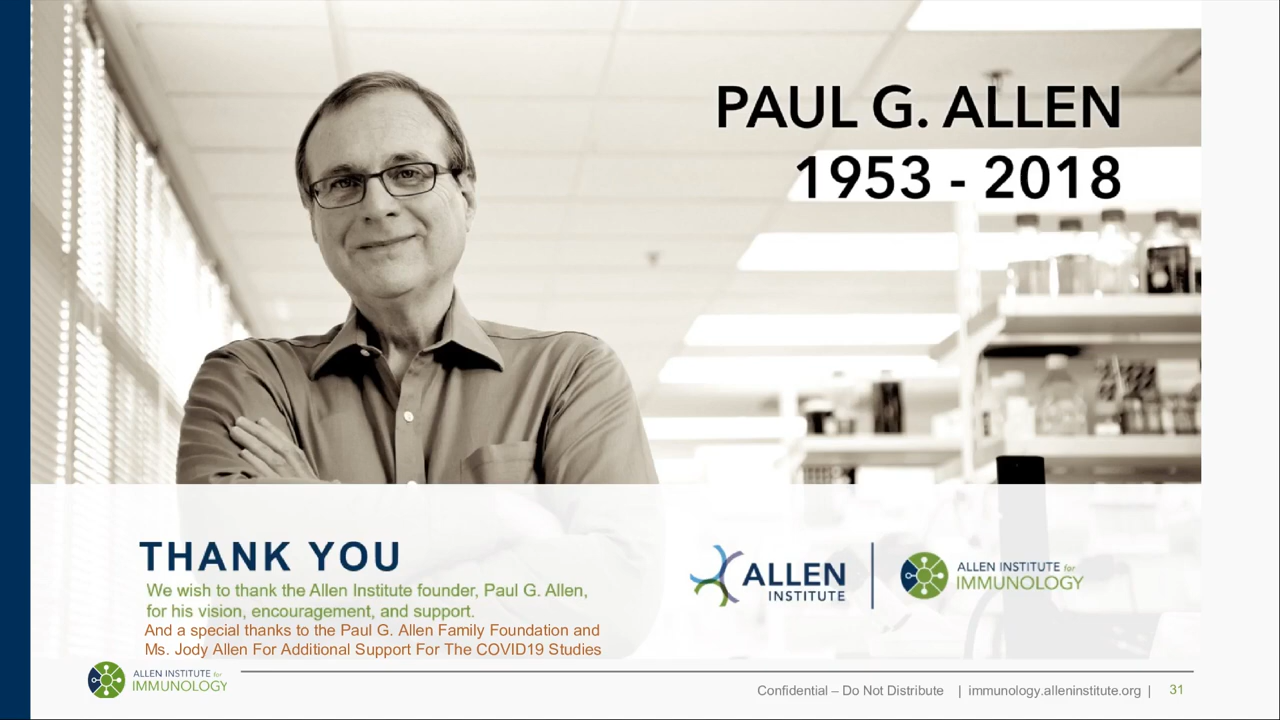 PAUL G. ALLEN
1953 - 2018
THANK YOU
We wish to thank the Allen Institute founder, Paul G. Allen,
for his vision, encouragement, and support.
And a special thanks to the Paul G. Allen Family Foundation and
Ms. Jody Allen For Additional Support For The COVID19 Studies
ALLEN
INSTITUTE
ALLEN INSTITUTE for
IMMUNOLOGY
ALLEN INSTITUTE for
IMMUNOLOGY
Confidential – Do Not Distribute | immunology.alleninstitute.org | 31